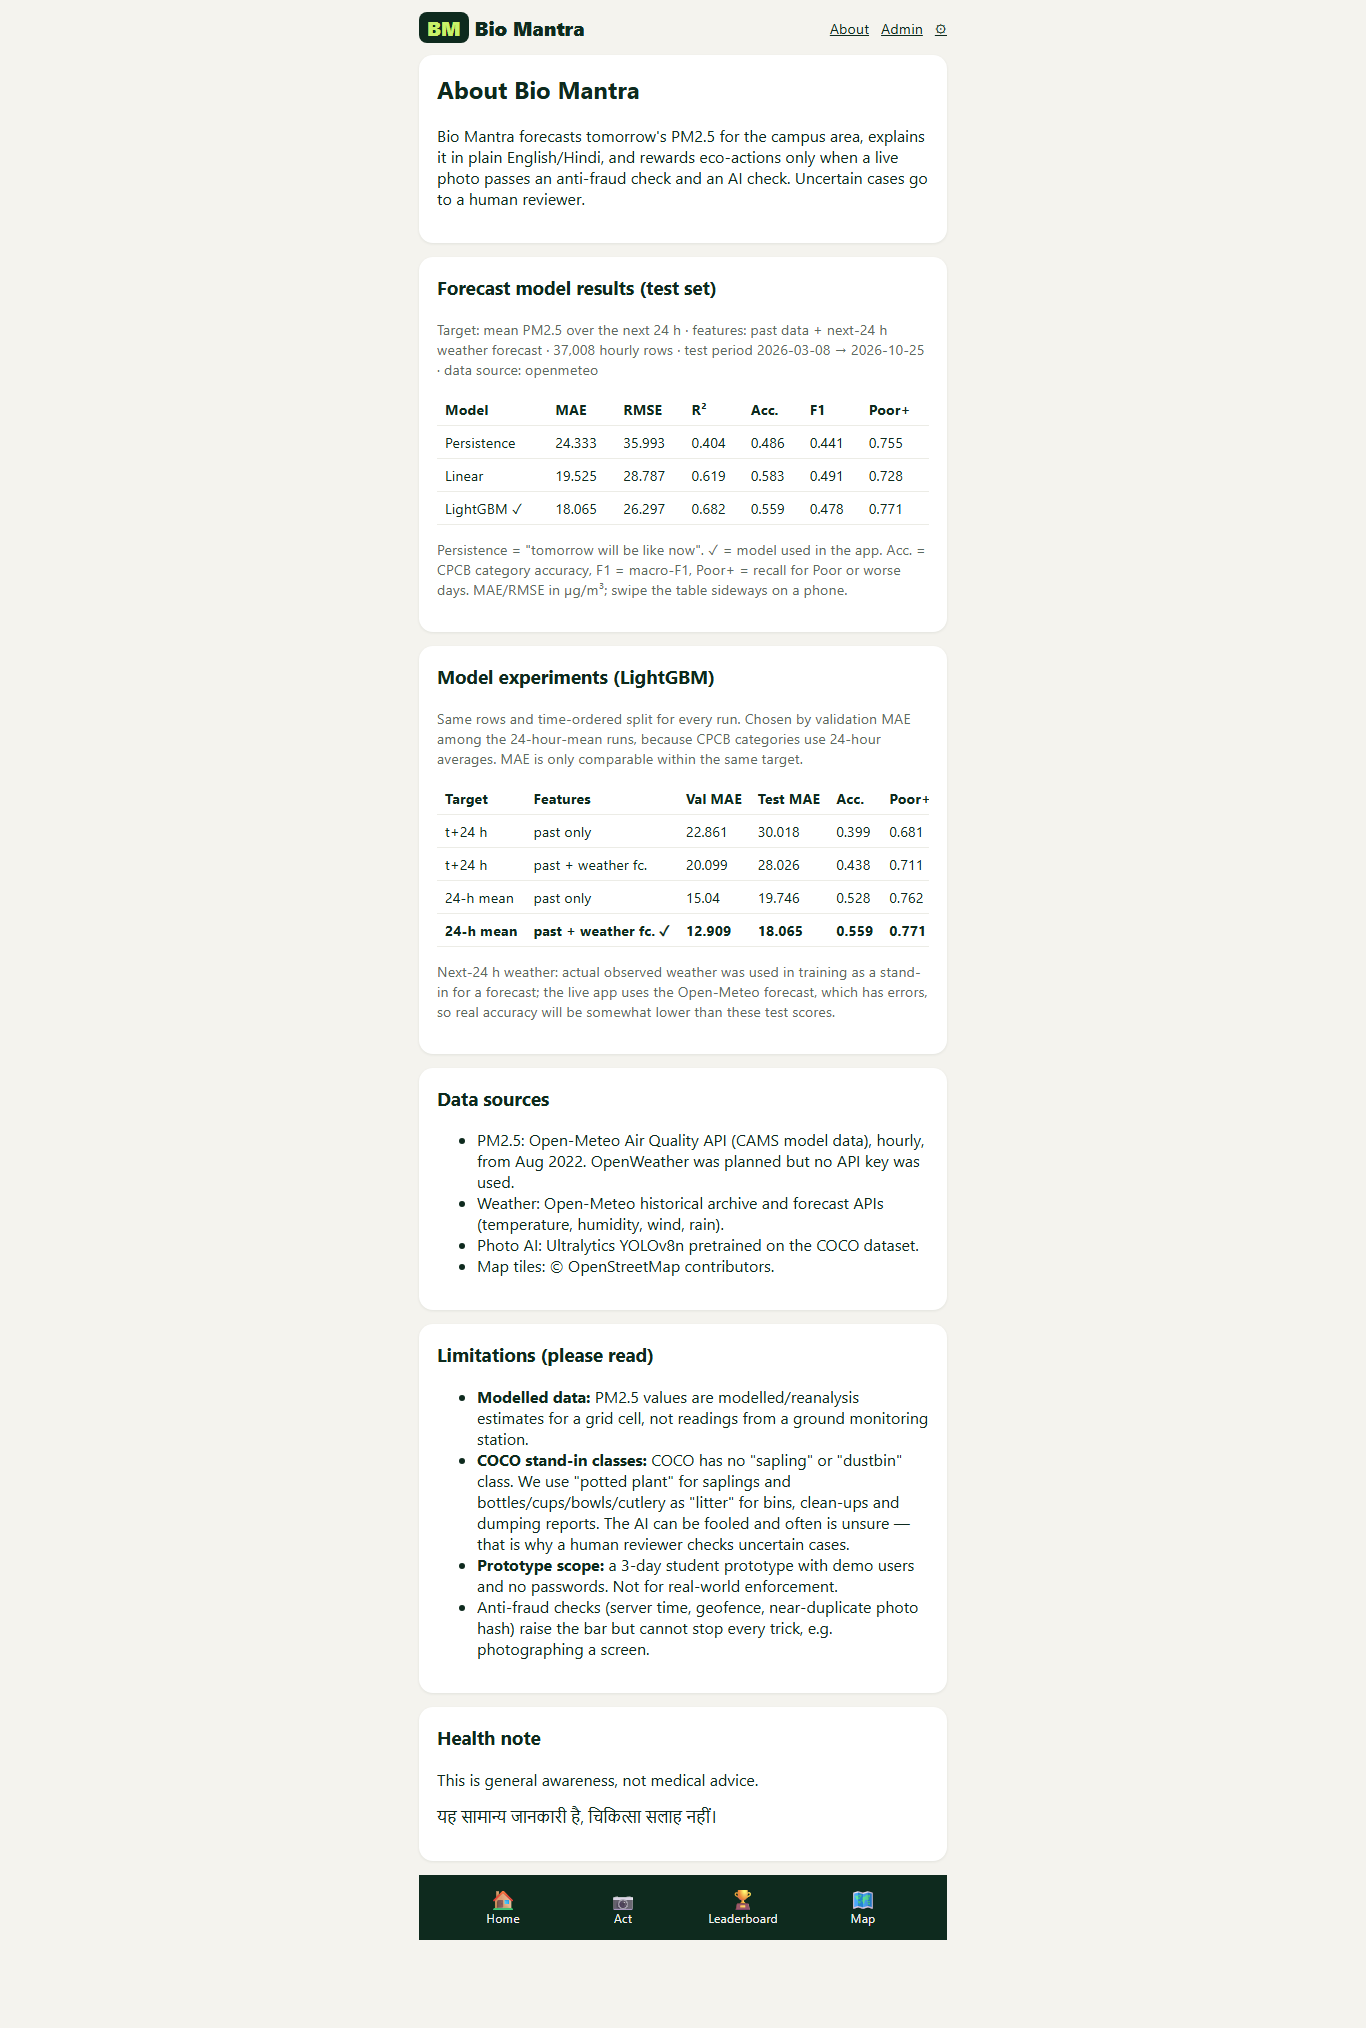 BM Bio Mantra About Admin ⚙
About Bio Mantra
Bio Mantra forecasts tomorrow's PM2.5 for the campus area, explains
it in plain English/Hindi, and rewards eco-actions only when a live
photo passes an anti-fraud check and an AI check. Uncertain cases go
to a human reviewer.
Forecast model results (test set)
Target: mean PM2.5 over the next 24 h · features: past data + next-24 h
weather forecast · 37,008 hourly rows · test period 2026-03-08 → 2026-10-25
· data source: openmeteo
Model MAE RMSE R² Acc. F1 Poor+
Persistence 24.333 35.993 0.404 0.486 0.441 0.755
Linear 19.525 28.787 0.619 0.583 0.491 0.728
LightGBM ✓ 18.065 26.297 0.682 0.559 0.478 0.771
Persistence = "tomorrow will be like now". ✓ = model used in the app. Acc. =
CPCB category accuracy, F1 = macro-F1, Poor+ = recall for Poor or worse
days. MAE/RMSE in µg/m³; swipe the table sideways on a phone.
Model experiments (LightGBM)
Same rows and time-ordered split for every run. Chosen by validation MAE
among the 24-hour-mean runs, because CPCB categories use 24-hour
averages. MAE is only comparable within the same target.
Target Features Val MAE Test MAE Acc. Poor+
t+24 h past only 22.861 30.018 0.399 0.681
t+24 h past + weather fc. 20.099 28.026 0.438 0.711
24-h mean past only 15.04 19.746 0.528 0.762
24-h mean past + weather fc. ✓ 12.909 18.065 0.559 0.771
Next-24 h weather: actual observed weather was used in training as a stand-
in for a forecast; the live app uses the Open-Meteo forecast, which has errors,
so real accuracy will be somewhat lower than these test scores.
Data sources
• PM2.5: Open-Meteo Air Quality API (CAMS model data), hourly,
from Aug 2022. OpenWeather was planned but no API key was
used.
• Weather: Open-Meteo historical archive and forecast APIs
(temperature, humidity, wind, rain).
• Photo AI: Ultralytics YOLOv8n pretrained on the COCO dataset.
• Map tiles: © OpenStreetMap contributors.
Limitations (please read)
• Modelled data: PM2.5 values are modelled/reanalysis
estimates for a grid cell, not readings from a ground monitoring
station.
• COCO stand-in classes: COCO has no "sapling" or "dustbin"
class. We use "potted plant" for saplings and
bottles/cups/bowls/cutlery as "litter" for bins, clean-ups and
dumping reports. The AI can be fooled and often is unsure —
that is why a human reviewer checks uncertain cases.
• Prototype scope: a 3-day student prototype with demo users
and no passwords. Not for real-world enforcement.
• Anti-fraud checks (server time, geofence, near-duplicate photo
hash) raise the bar but cannot stop every trick, e.g.
photographing a screen.
Health note
This is general awareness, not medical advice.
यह सामान्य जानकारी है, चिकित्सा सलाह नहीं।
Home Act Leaderboard Map